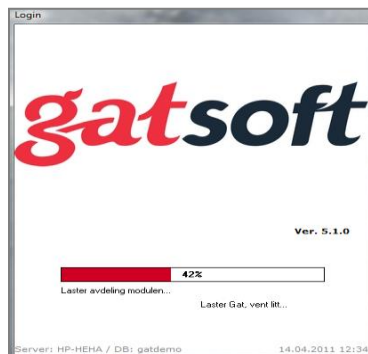 Login
gatsoft
Ver. 5.1.0
42%
Laster avdeling modulen...
Laster Gat, vent litt...
Server: HP-HEHA / DB: gatdemo 14.04.2011 12:34